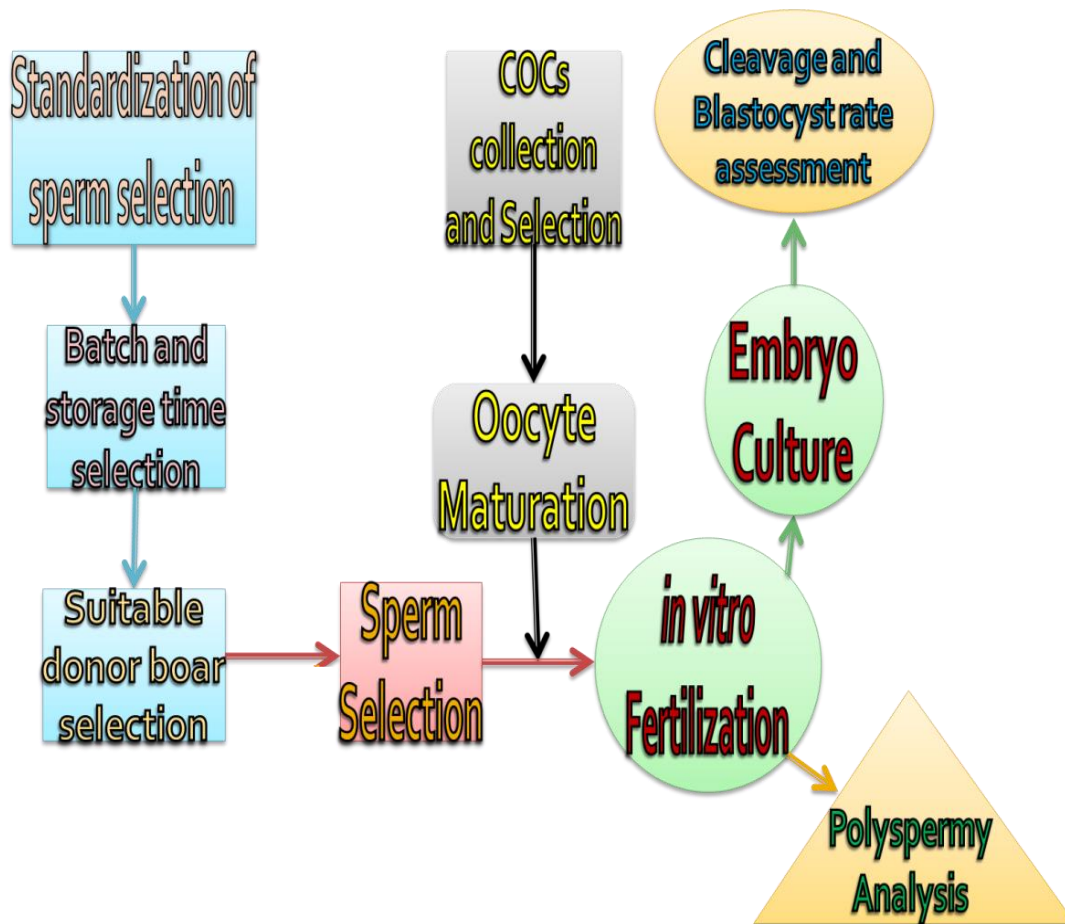 Standardization of
sperm selection
Batch and
storage time
selection
Suitable
donor boar
selection
Sperm
Selection
COCs
collection
and Selection
Oocyte
Maturation
in vitro
Fertilization
Embryo
Culture
Cleavage and
Blastocyst rate
assessment
Polyspermy
Analysis